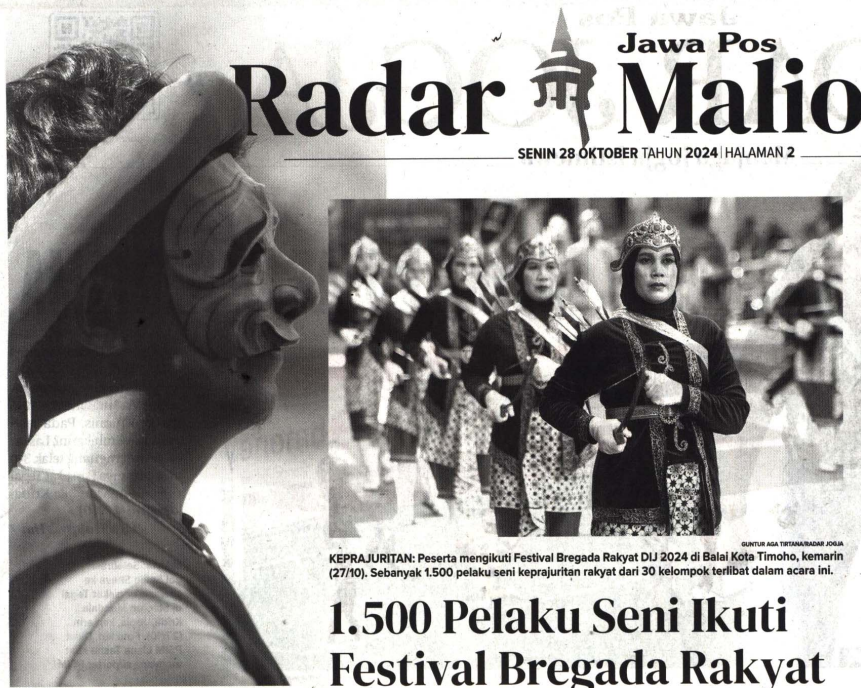 Jawa Pos
Radar Malio
SENIN 28 OKTOBER TAHUN 2024 | HALAMAN 2
GUNTUR AGA TIRTANA/RADAR JOGJA
KEPRAJURITAN: Peserta mengikuti Festival Bregada Rakyat DIJ 2024 di Balai Kota Timoho, kemarin
(27/10). Sebanyak 1.500 pelaku seni keprajuritan rakyat dari 30 kelompok terlibat dalam acara ini.
1.500 Pelaku Seni Ikuti
Festival Bregada Rakyat